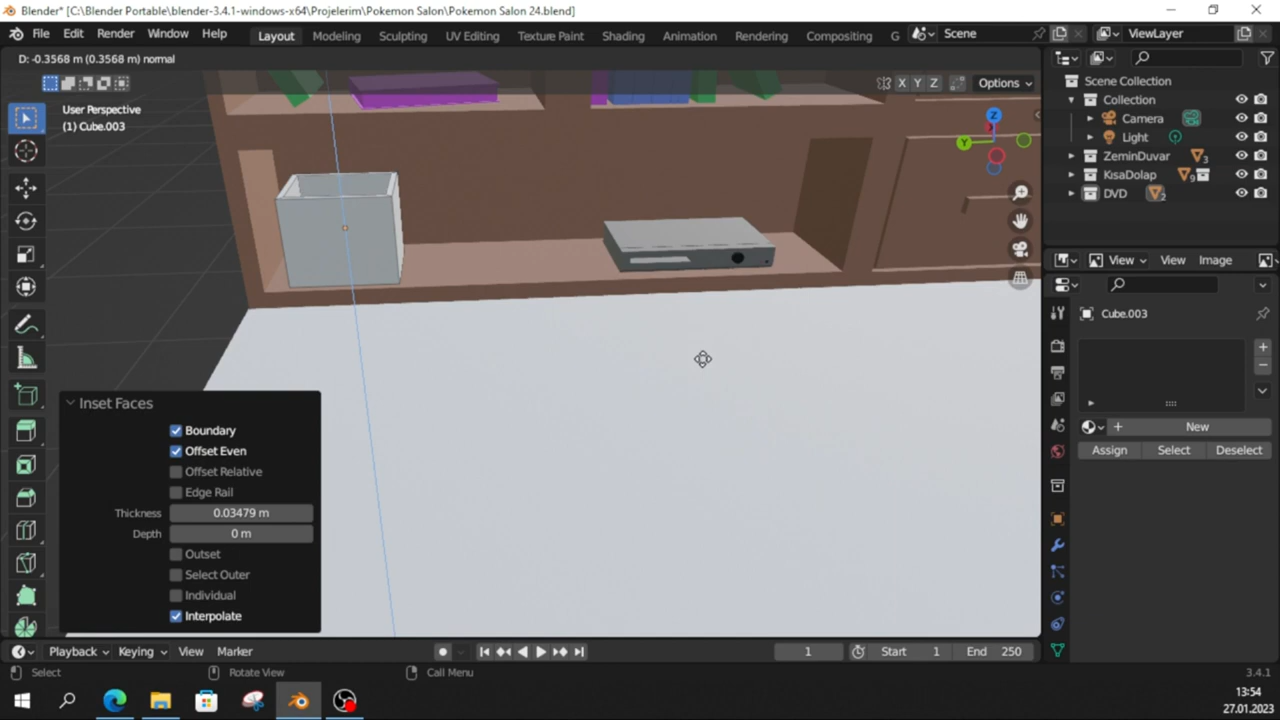 Blender* [C:\Blender Portable\blender-3.4.1-windows-x64\Projelerim\Pokemon Salon\Pokemon Salon 24.blend]
File Edit Render Window Help Layout Modeling Sculpting UV Editing Texture Paint Shading Animation Rendering Compositing G Scene ViewLayer
D: -0.3568 m (0.3568 m) normal
X Y Z Options
User Perspective
(1) Cube.003
Z
Y
Scene Collection
Collection
Camera
Light
ZeminDuvar 3
KısaDolap 9
DVD 2
View View Image
Cube.003
New
Assign Select Deselect
Inset Faces
Boundary
Offset Even
Offset Relative
Edge Rail
Thickness 0.03479 m
Depth 0 m
Outset
Select Outer
Individual
Interpolate
Playback Keying View Marker 1 Start 1 End 250
Select Rotate View Call Menu 3.4.1
13:54
27.01.2023